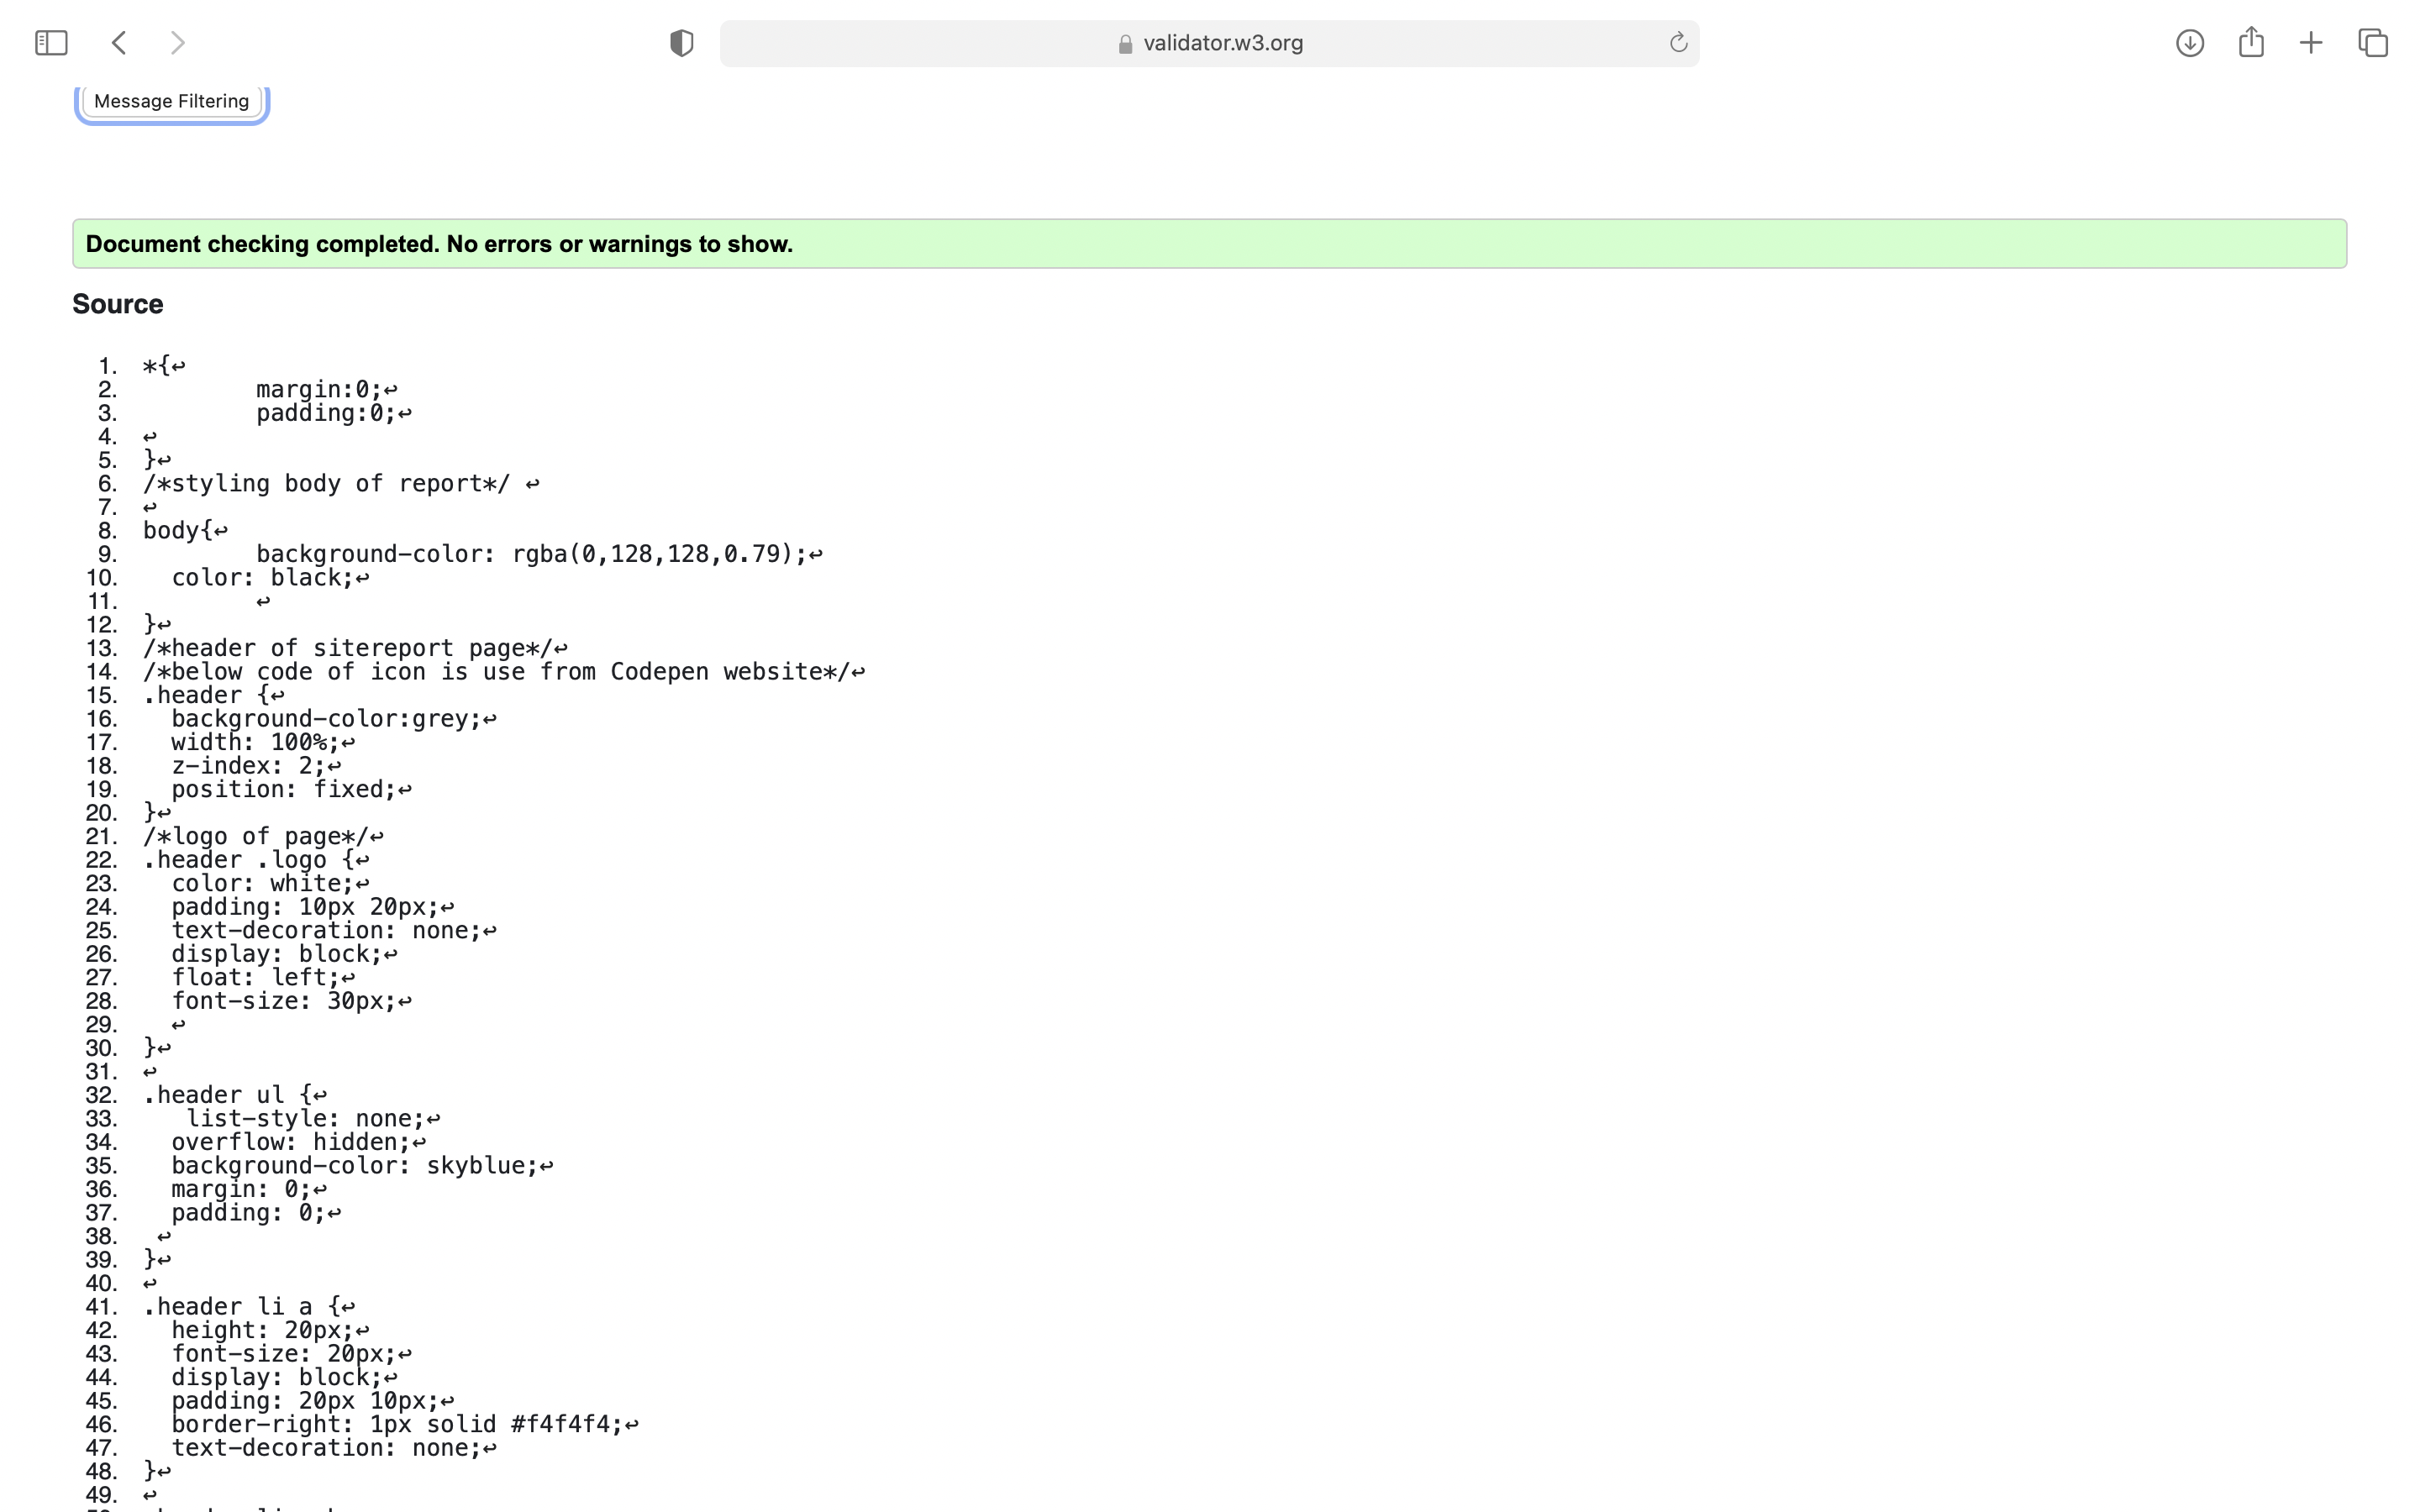 validator.w3.org
Message Filtering
Document checking completed. No errors or warnings to show.
Source
1. *{↩
2. margin:0;↩
3. padding:0;↩
4. ↩
5. }↩
6. /*styling body of report*/ ↩
7. ↩
8. body{↩
9. background-color: rgba(0,128,128,0.79);↩
10. color: black;↩
11. ↩
12. }↩
13. /*header of sitereport page*/↩
14. /*below code of icon is use from Codepen website*/↩
15. .header {↩
16. background-color:grey;↩
17. width: 100%;↩
18. z-index: 2;↩
19. position: fixed;↩
20. }↩
21. /*logo of page*/↩
22. .header .logo {↩
23. color: white;↩
24. padding: 10px 20px;↩
25. text-decoration: none;↩
26. display: block;↩
27. float: left;↩
28. font-size: 30px;↩
29. ↩
30. }↩
31. ↩
32. .header ul {↩
33. list-style: none;↩
34. overflow: hidden;↩
35. background-color: skyblue;↩
36. margin: 0;↩
37. padding: 0;↩
38. ↩
39. }↩
40. ↩
41. .header li a {↩
42. height: 20px;↩
43. font-size: 20px;↩
44. display: block;↩
45. padding: 20px 10px;↩
46. border-right: 1px solid #f4f4f4;↩
47. text-decoration: none;↩
48. }↩
49. ↩